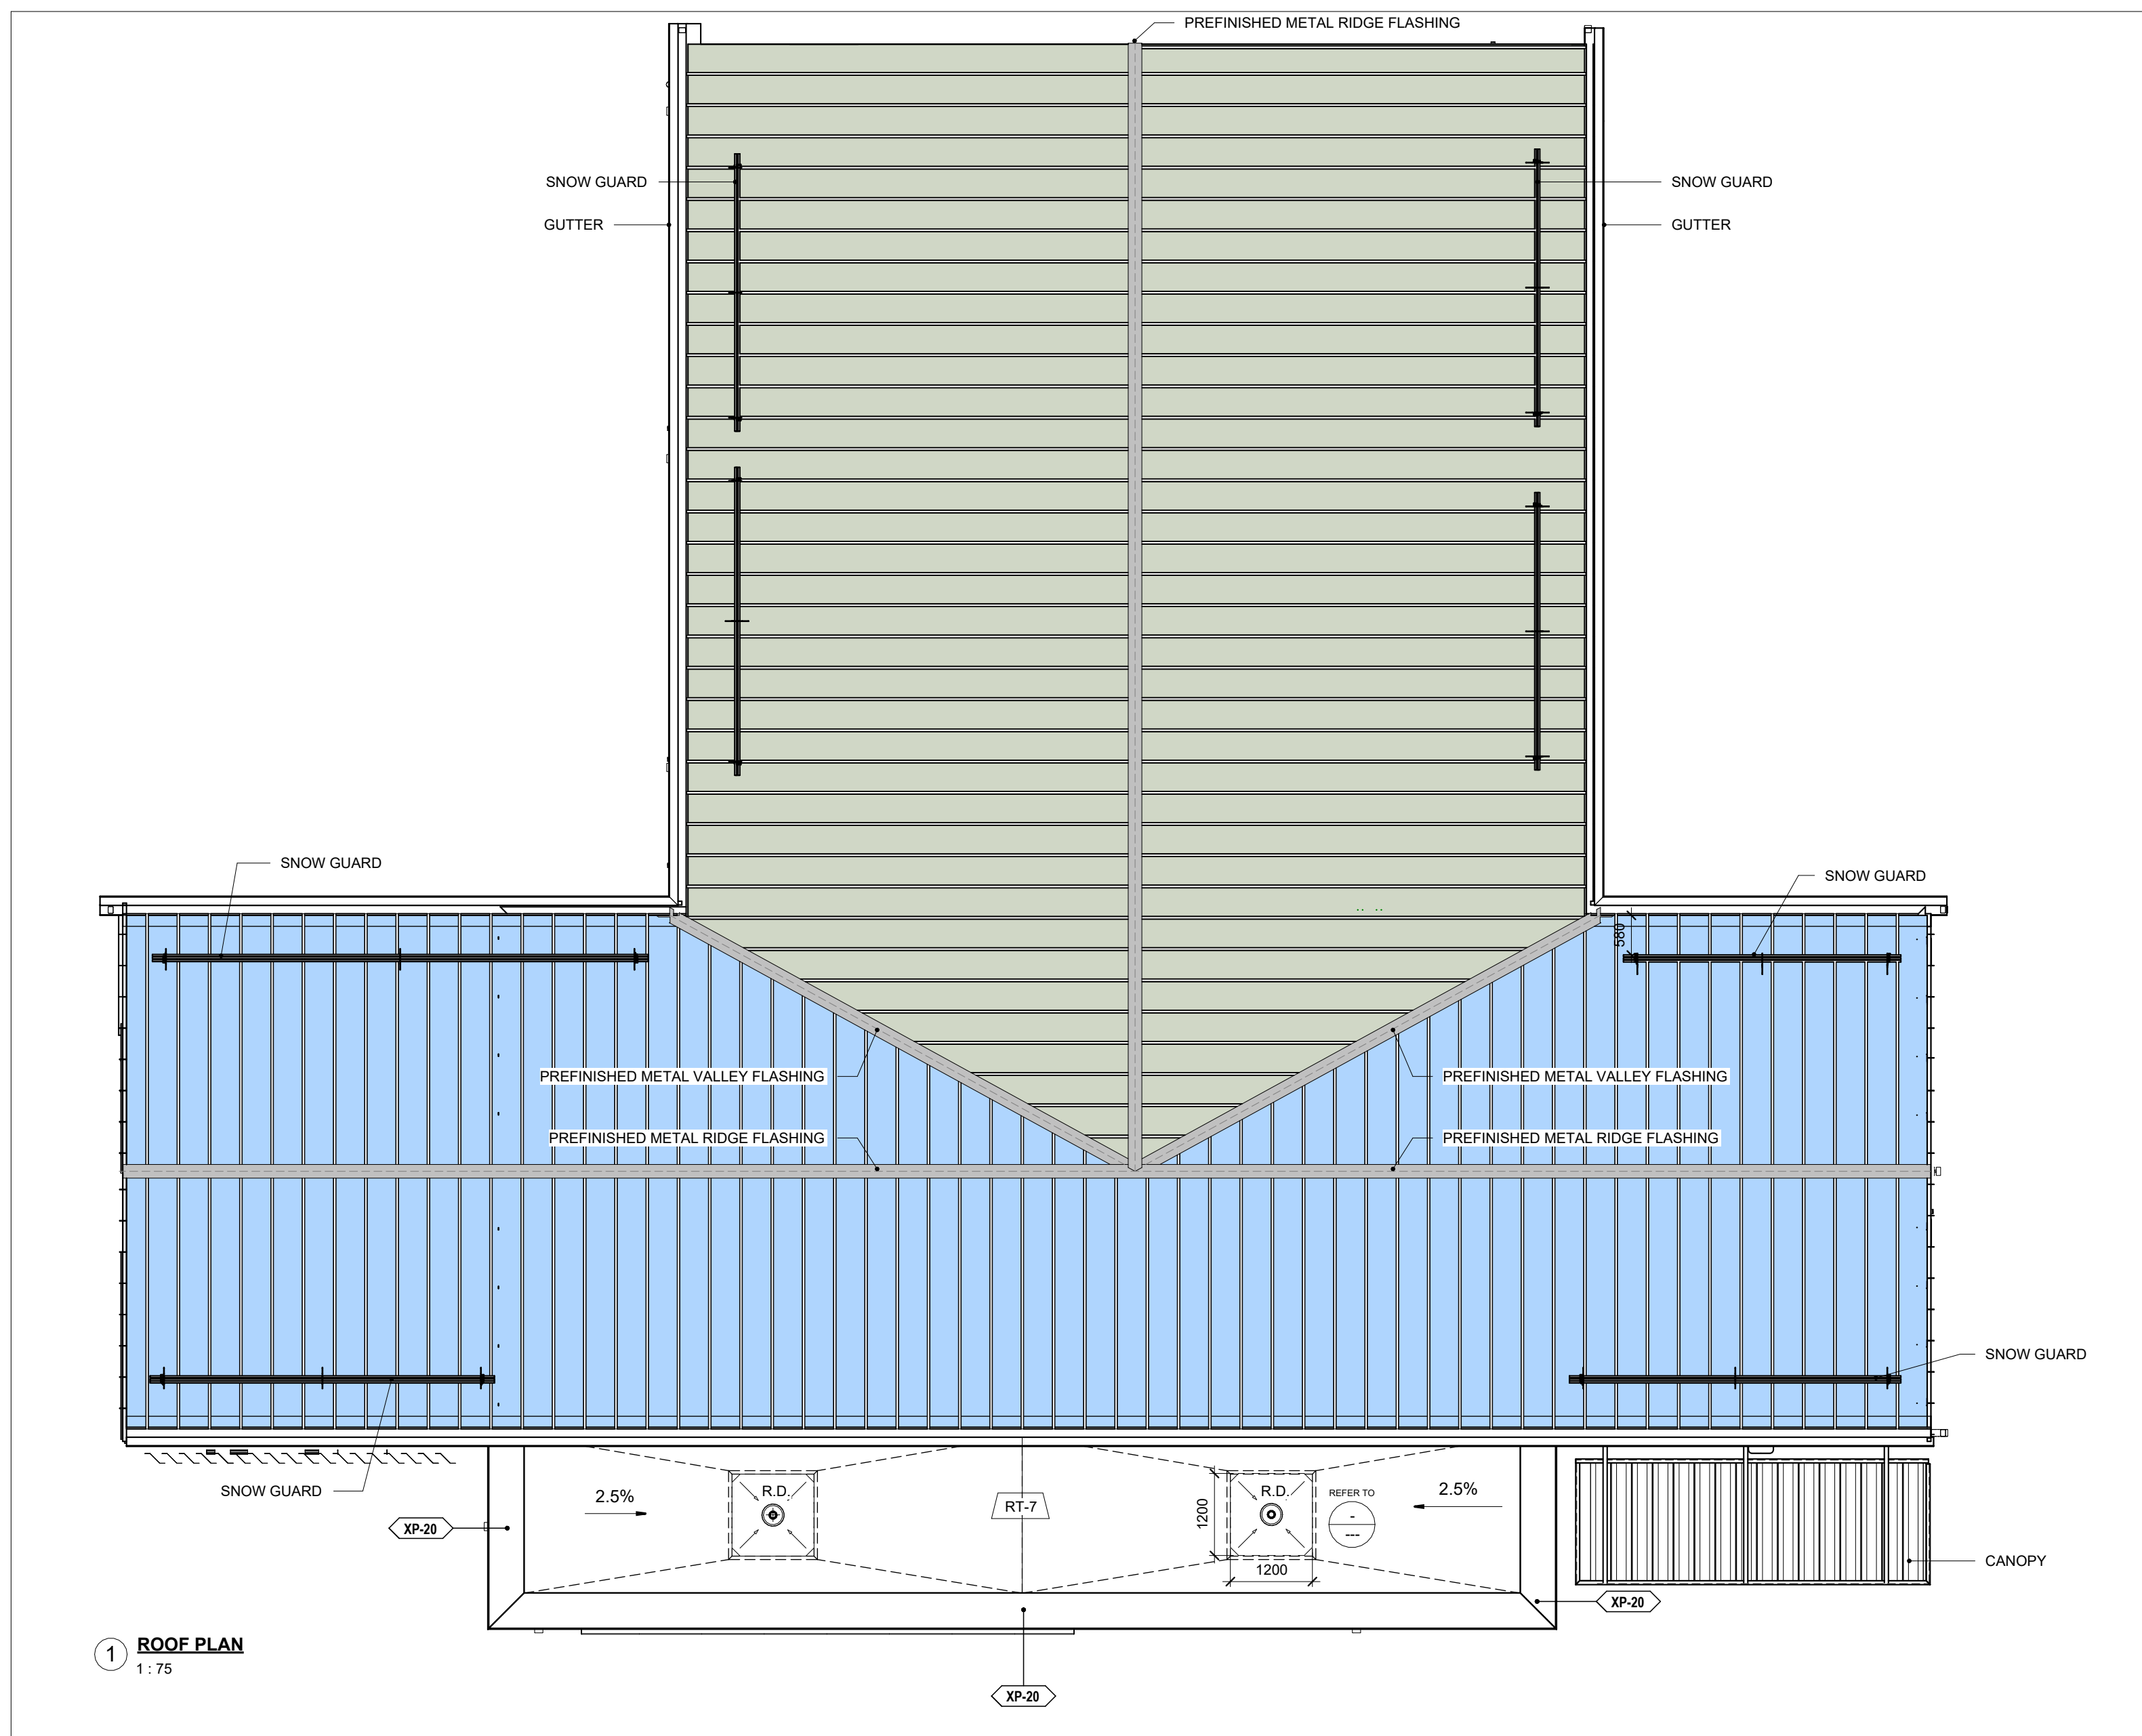 PREFINISHED METAL RIDGE FLASHING
SNOW GUARD
SNOW GUARD
GUTTER
GUTTER
SNOW GUARD
SNOW GUARD
580
PREFINISHED METAL VALLEY FLASHING
PREFINISHED METAL VALLEY FLASHING
PREFINISHED METAL RIDGE FLASHING
PREFINISHED METAL RIDGE FLASHING
SNOW GUARD
SNOW GUARD
2.5%
R.D.
RT-7
1200
R.D.
REFER TO
-
---
2.5%
XP-20
1200
CANOPY
XP-20
1
ROOF PLAN
1 : 75
XP-20